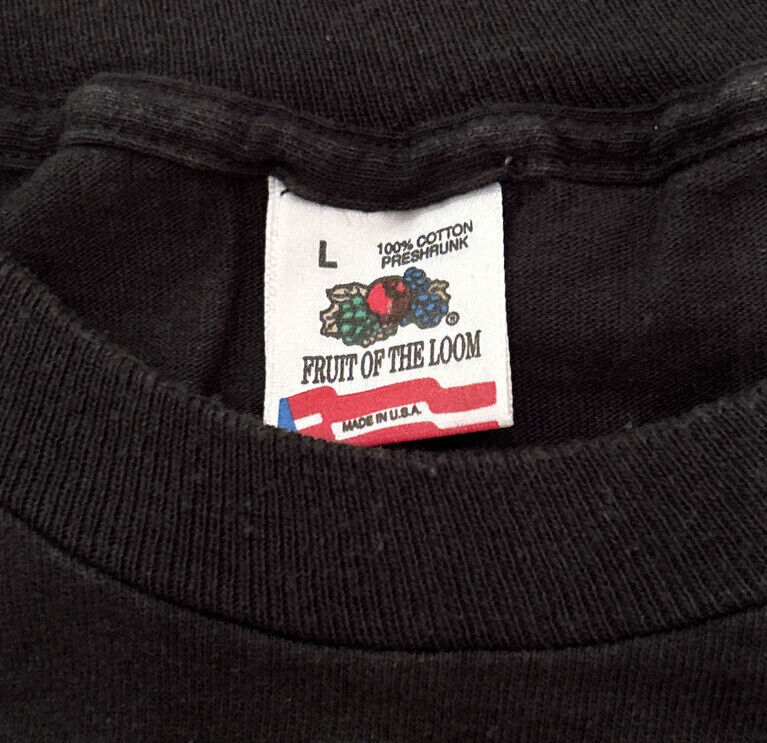 L
100% COTTON
PRESHRUNK
®
FRUIT OF THE LOOM
MADE IN U.S.A.